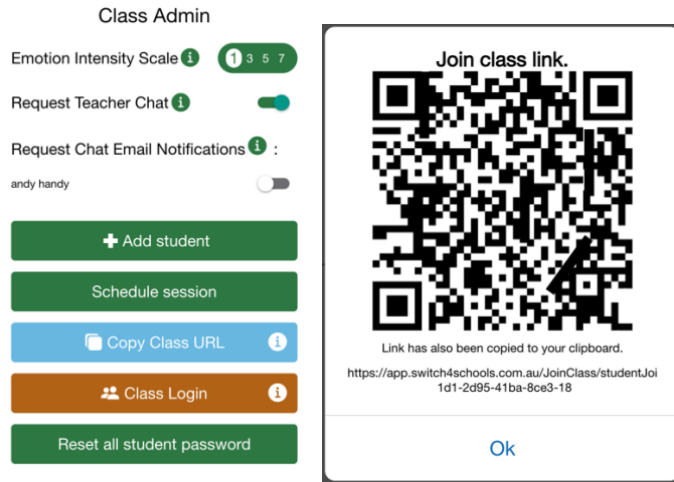 Class Admin
Emotion Intensity Scale i 1 3 5 7
Request Teacher Chat i
Request Chat Email Notifications i :
andy handy
Add student
Schedule session
Copy Class URL i
Class Login i
Reset all student password
Join class link.
Link has also been copied to your clipboard.
https://app.switch4schools.com.au/JoinClass/studentJoi
1d1-2d95-41ba-8ce3-18
Ok